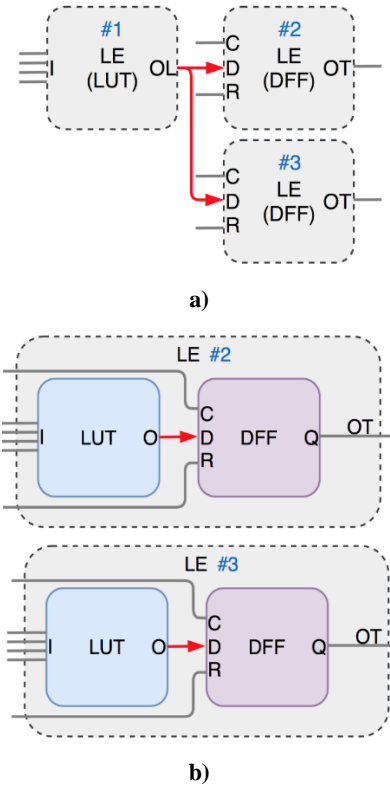 #1
LE
(LUT)
I
OL
#2
LE
(DFF)
C
D
R
OT
#3
LE
(DFF)
C
D
R
OT
a)
LE #2
I
LUT
O
C
D
R
DFF
Q
OT
LE #3
I
LUT
O
C
D
R
DFF
Q
OT
b)